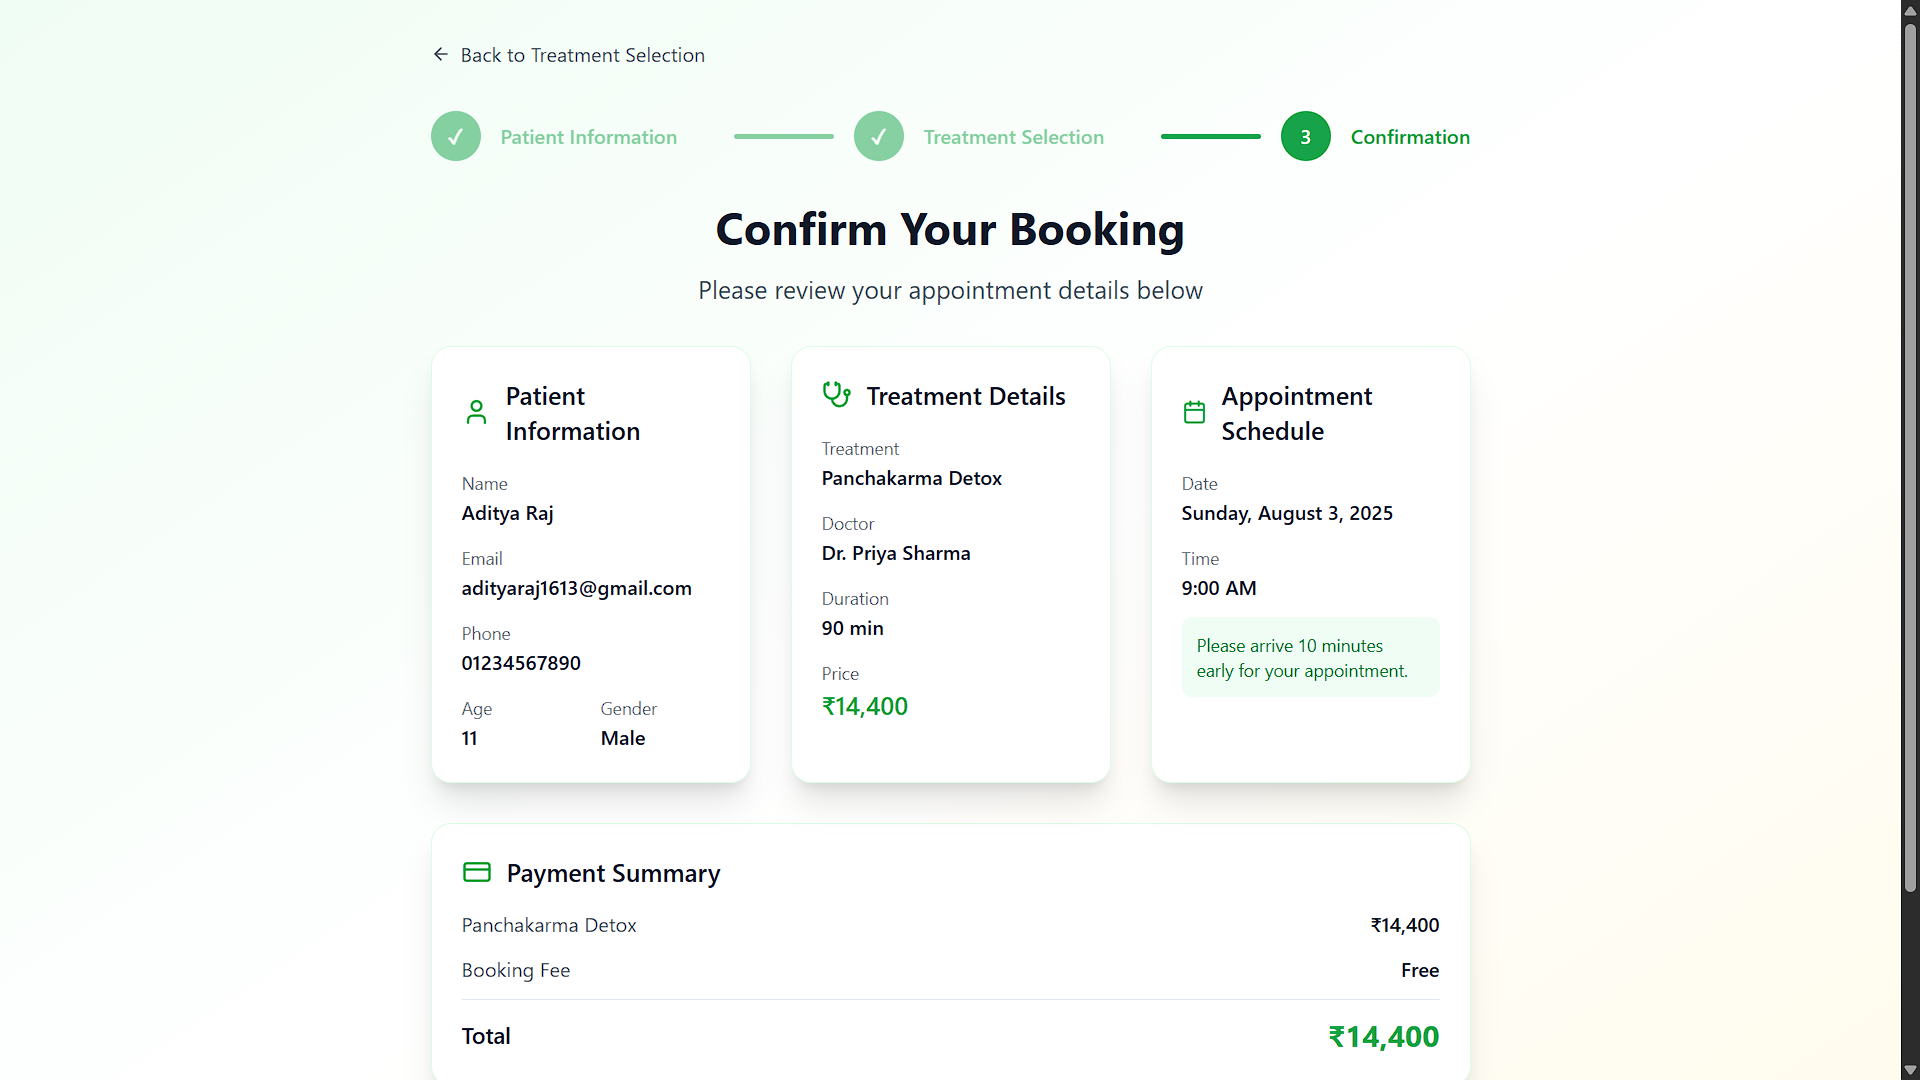 Back to Treatment Selection
✓ Patient Information ✓ Treatment Selection 3 Confirmation
Confirm Your Booking
Please review your appointment details below
Patient
Information
Name
Aditya Raj
Email
adityaraj1613@gmail.com
Phone
01234567890
Age Gender
11 Male
Treatment Details
Treatment
Panchakarma Detox
Doctor
Dr. Priya Sharma
Duration
90 min
Price
₹14,400
Appointment
Schedule
Date
Sunday, August 3, 2025
Time
9:00 AM
Please arrive 10 minutes
early for your appointment.
Payment Summary
Panchakarma Detox ₹14,400
Booking Fee Free
Total ₹14,400